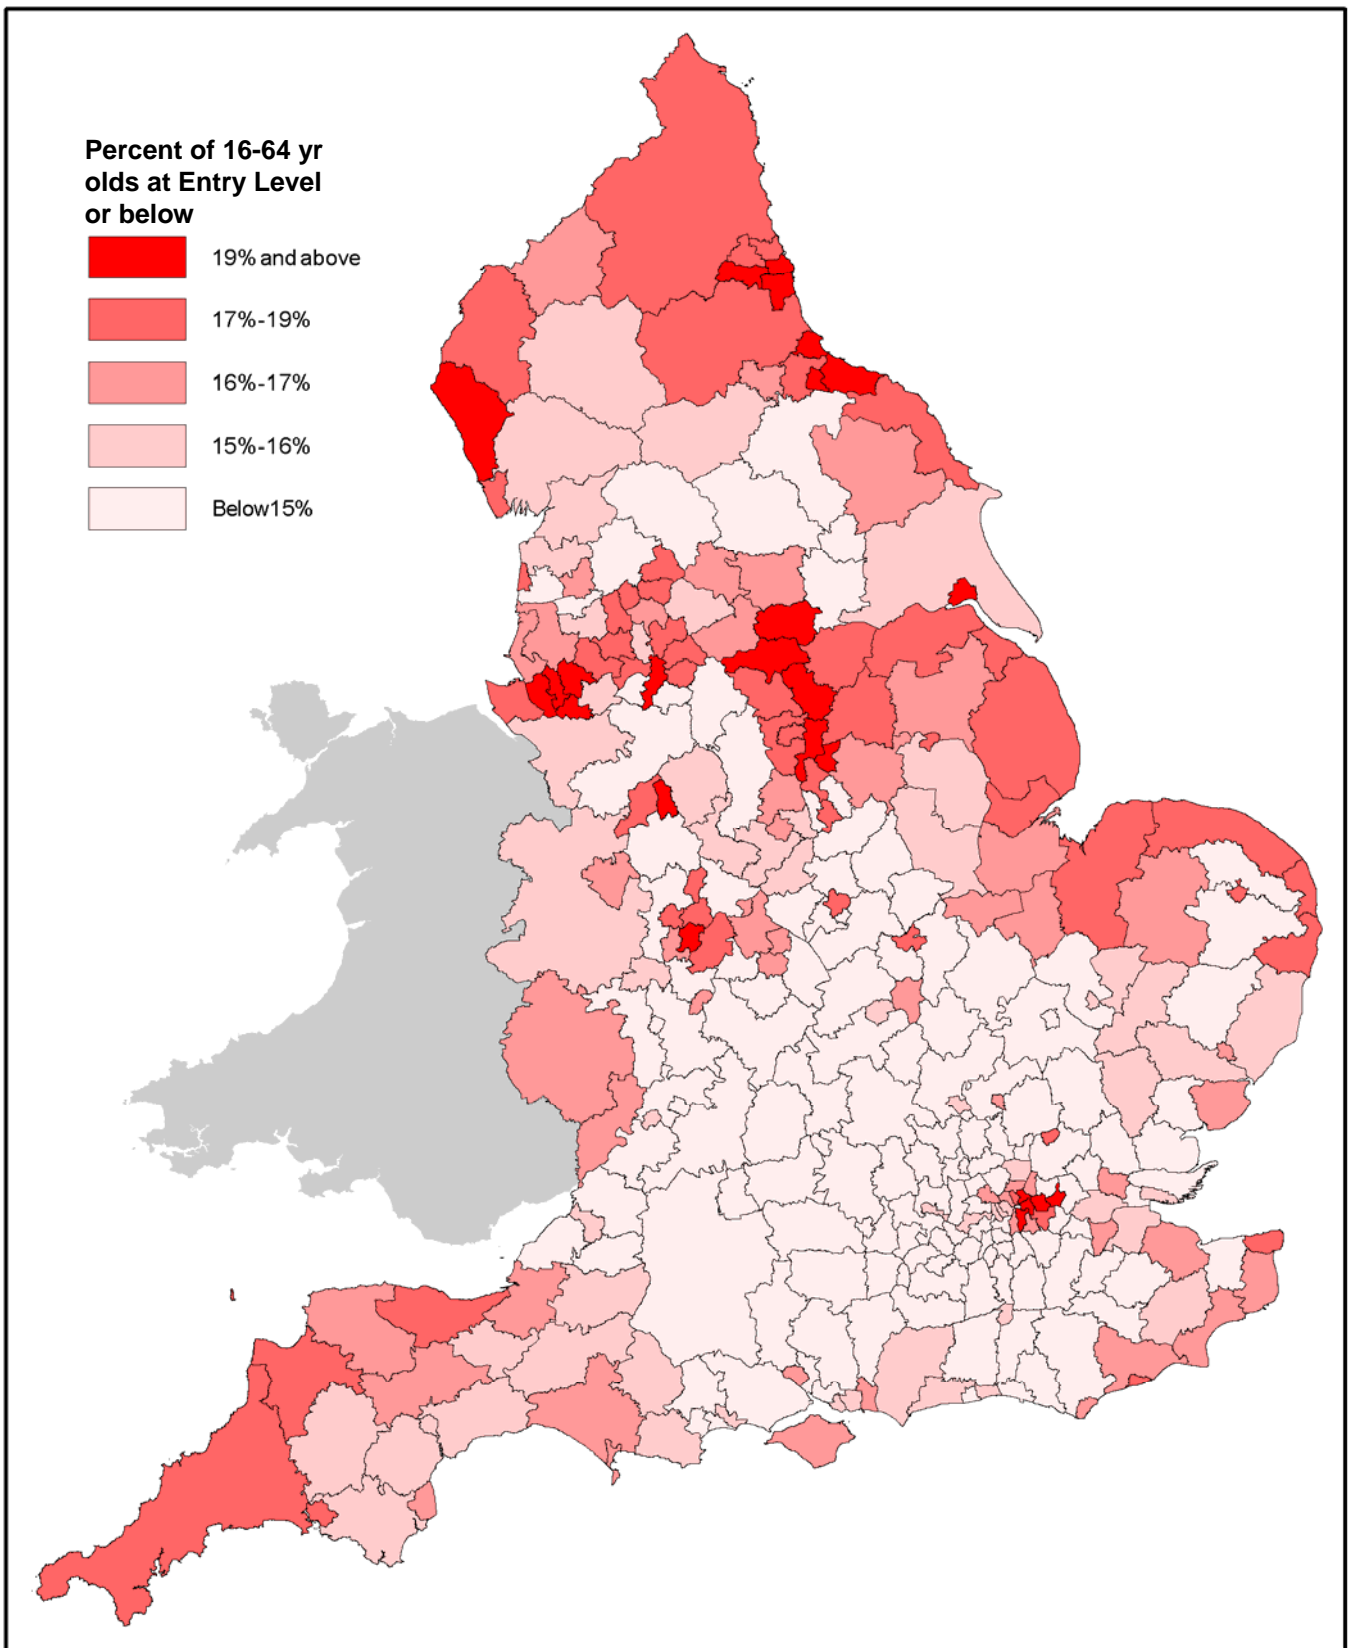 Percent of 16-64 yr
olds at Entry Level
or below
19% and above
17%-19%
16%-17%
15%-16%
Below15%